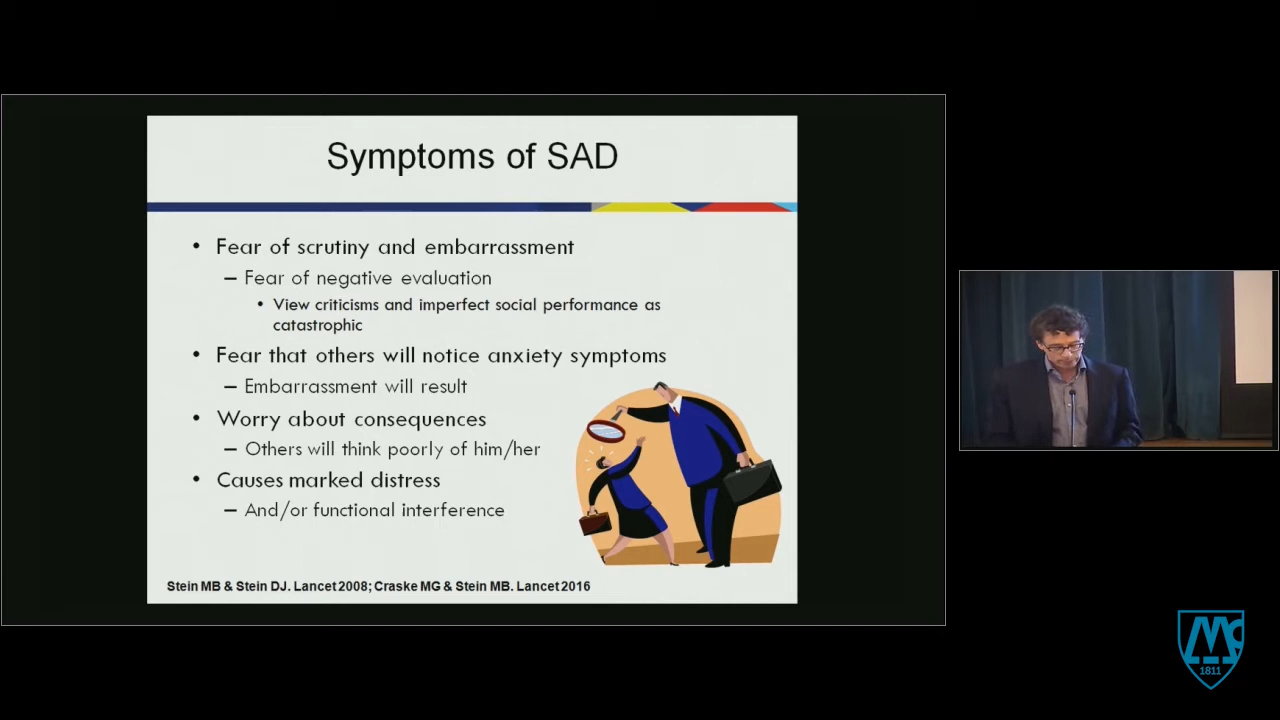 Symptoms of SAD
• Fear of scrutiny and embarrassment
– Fear of negative evaluation
• View criticisms and imperfect social performance as
catastrophic
• Fear that others will notice anxiety symptoms
– Embarrassment will result
• Worry about consequences
– Others will think poorly of him/her
• Causes marked distress
– And/or functional interference
Stein MB & Stein DJ. Lancet 2008; Craske MG & Stein MB. Lancet 2016
Mc
1811